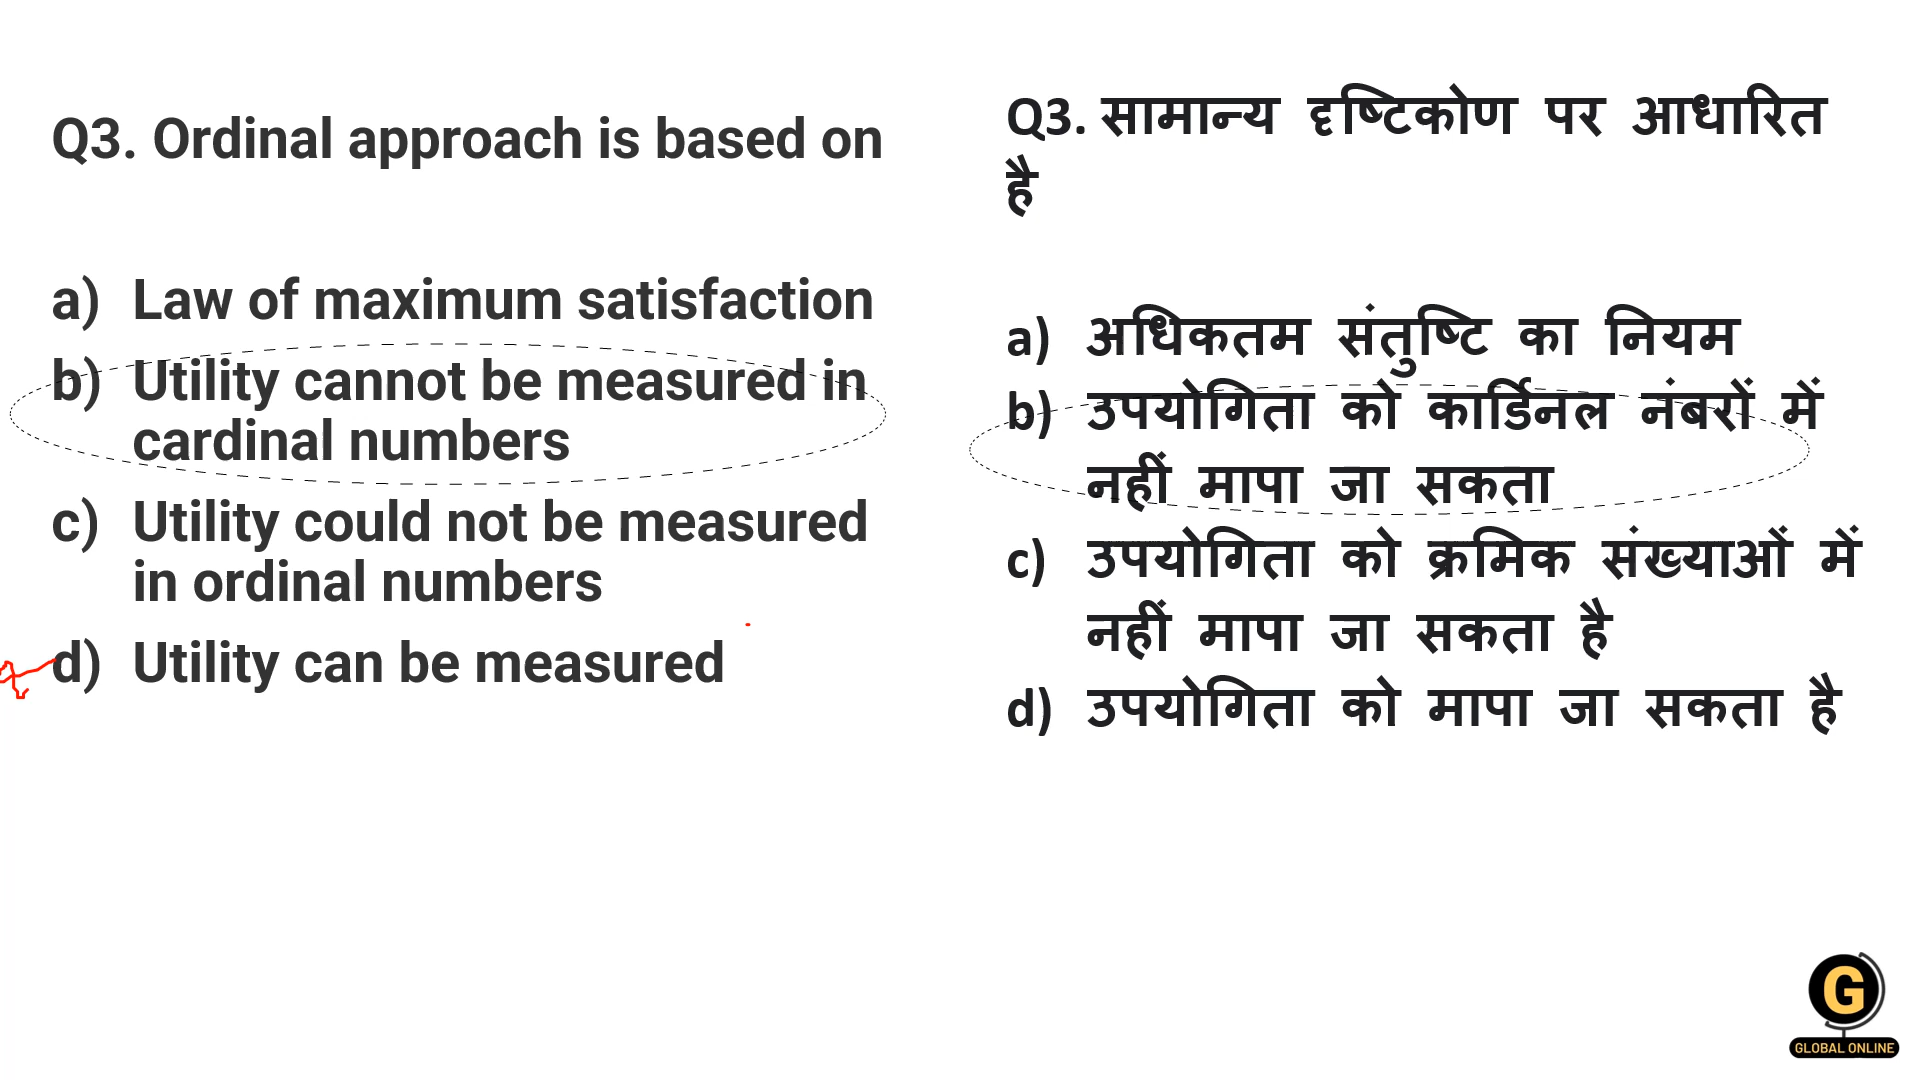 Q3. Ordinal approach is based on
a) Law of maximum satisfaction
b) Utility cannot be measured in
cardinal numbers
c) Utility could not be measured
in ordinal numbers
d) Utility can be measured
Q3. सामान्य दृष्टिकोण पर आधारित
है
a) अधिकतम संतुष्टि का नियम
b) उपयोगिता को कार्डिनल नंबरों में
नहीं मापा जा सकता
c) उपयोगिता को क्रमिक संख्याओं में
नहीं मापा जा सकता है
d) उपयोगिता को मापा जा सकता है
G
GLOBAL ONLINE